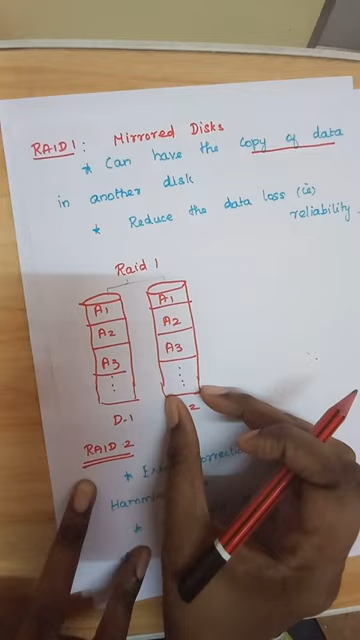 RAID 1: Mirrored Disks
* Can have the copy of data
in another disk
* Reduce the data loss (ie)
reliability.
Raid 1
A1 A1
A2 A2
A3 A3
D-1 2
RAID 2
*
*